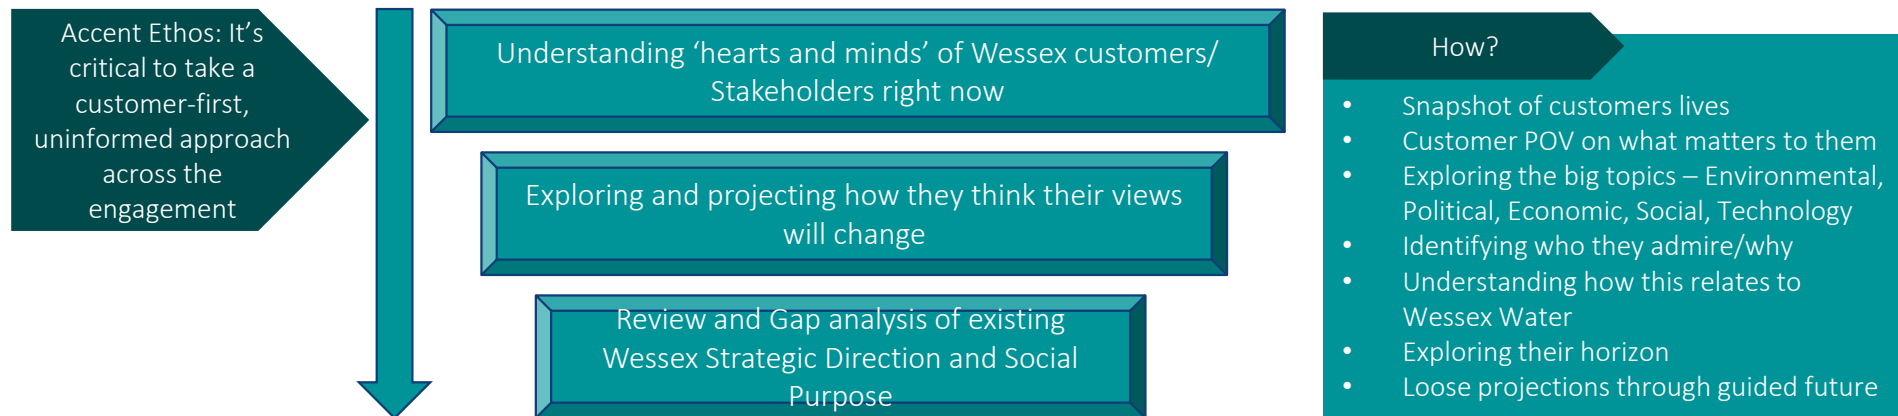 Accent Ethos: It’s
critical to take a
customer-first,
uninformed approach
across the
engagement
Understanding ‘hearts and minds’ of Wessex customers/
Stakeholders right now
Exploring and projecting how they think their views
will change
Review and Gap analysis of existing
Wessex Strategic Direction and Social
Purpose
How?
• Snapshot of customers lives
• Customer POV on what matters to them
• Exploring the big topics – Environmental,
Political, Economic, Social, Technology
• Identifying who they admire/why
• Understanding how this relates to
Wessex Water
• Exploring their horizon
• Loose projections through guided future